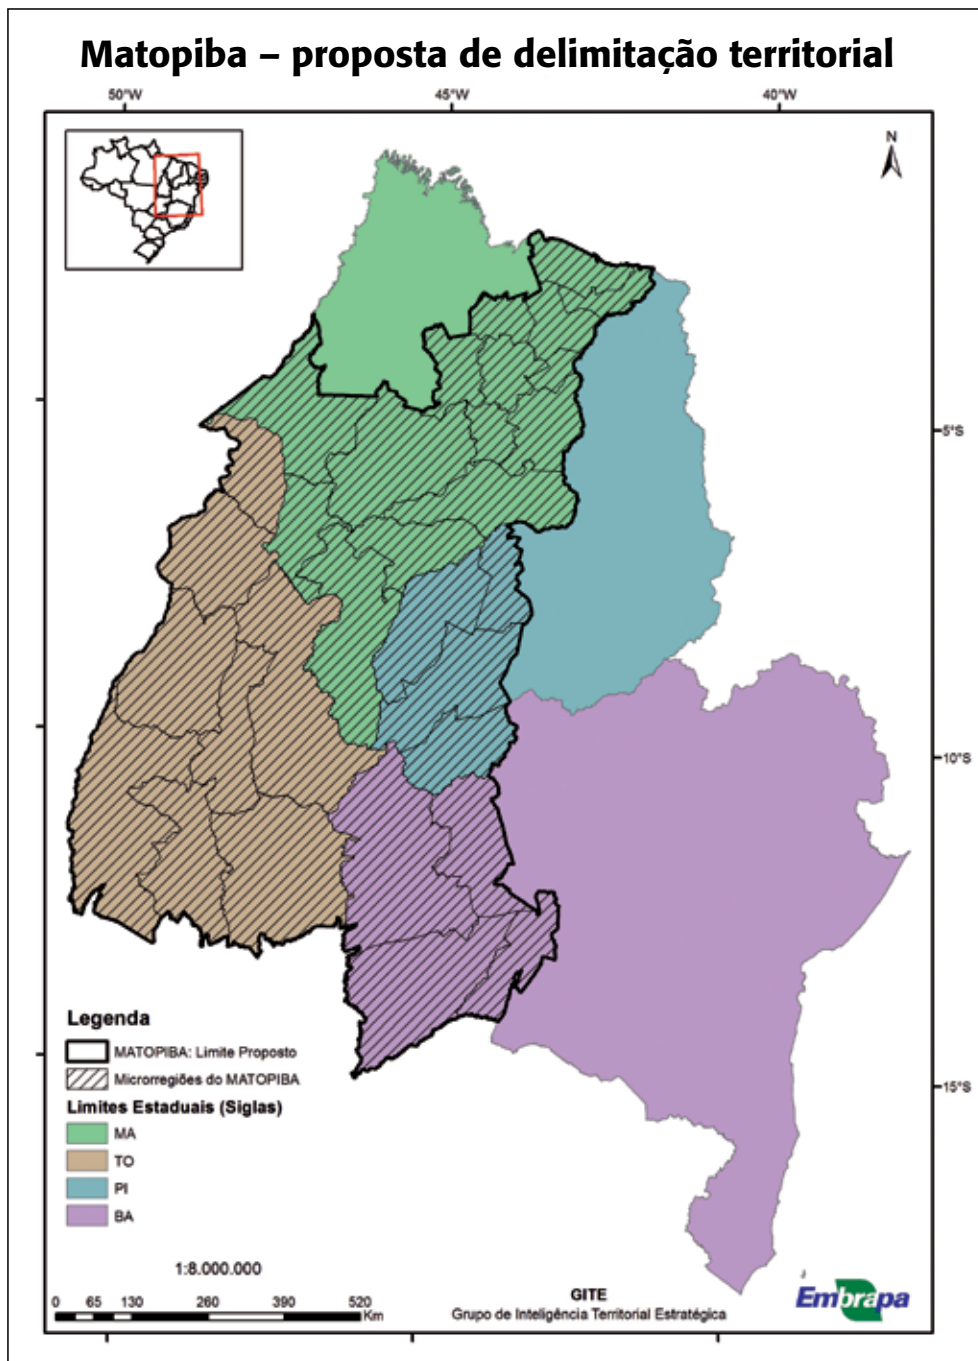 Matopiba – proposta de delimitação territorial
50°W
45°W
40°W
N
5°S
10°S
15°S
Legenda
MATOPIBA: Limite Proposto
Microrregiões do MATOPIBA
Limites Estaduais (Siglas)
MA
TO
PI
BA
1:8.000.000
0 65 130 260 390 520
Km
GITE
Grupo de Inteligência Territorial Estratégica
Embrapa